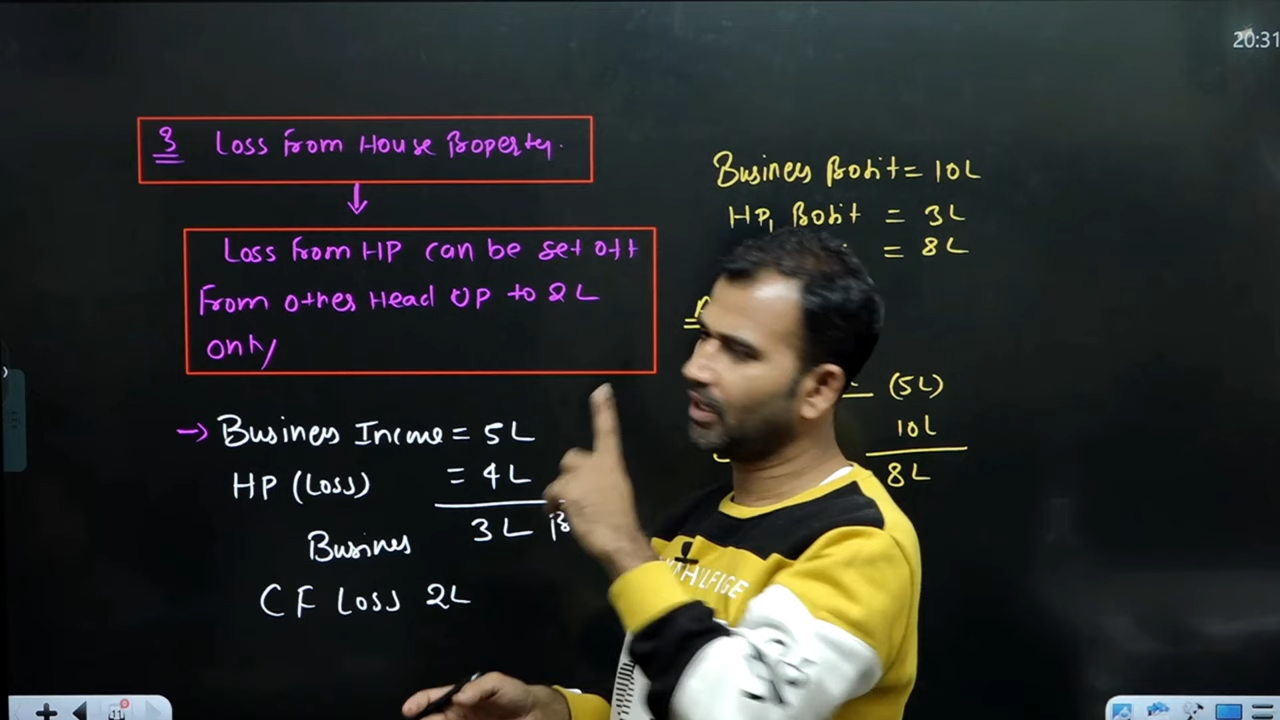 3 Loss from House Property.
Loss from HP can be set off
from other Head UP to 2L
only
→ Business Income = 5L
HP (Loss) = 4L
3L
Busines
CF Loss 2L
Business Profit = 10L
HP, Profit = 3L
= 8L
(5L)
10L
8L
20:31
11